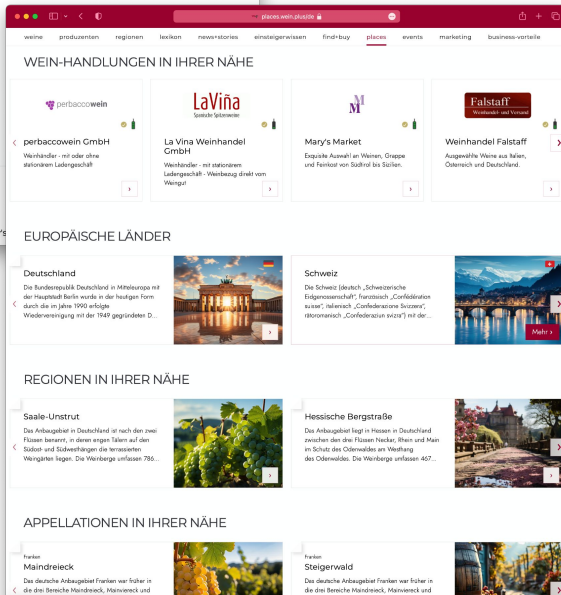 places.wein.plus/de
weine produzenten regionen lexikon news+stories einsteigerwissen find+buy places events marketing business-vorteile
WEIN-HANDLUNGEN IN IHRER NÄHE
perbaccowein
perbaccowein GmbH
Weinhändler - mit oder ohne
stationärem Ladengeschäft
LaViña
Spanische Spitzenweine
La Vina Weinhandel
GmbH
Weinhändler - mit stationärem
Ladengeschäft - Weinbezug direkt vom
Weingut
M
Mary's Market
Exquisite Auswahl an Weinen, Grappe
und Feinkost von Südtirol bis Sizilien.
Falstaff
Weinhandel und Versand
Weinhandel Falstaff
Ausgewählte Weine aus Italien,
Österreich und Deutschland.
EUROPÄISCHE LÄNDER
Deutschland
Die Bundesrepublik Deutschland in Mitteleuropa mit
der Hauptstadt Berlin wurde in der heutigen Form
durch die im Jahre 1990 erfolgte
Wiedervereinigung mit der 1949 gegründeten D...
Schweiz
Die Schweiz (deutsch „Schweizerische
Eidgenossenschaft", französisch „Confédération
suisse", italienisch „Confederazione Svizzera",
rätoromanisch „Confederaziun svizra") mit der...
Mehr ›
REGIONEN IN IHRER NÄHE
Saale-Unstrut
Das Anbaugebiet in Deutschland ist nach den zwei
Flüssen benannt, in deren engen Tälern auf den
Südost- und Südwesthängen die terrassierten
Weingärten liegen. Die Weinberge umfassen 786...
Hessische Bergstraße
Das Anbaugebiet liegt in Hessen in Deutschland
zwischen den drei Flüssen Neckar, Rhein und Main
im Schutz des Odenwaldes am Westhang
des Odenwaldes. Die Weinberge umfassen 467...
APPELLATIONEN IN IHRER NÄHE
Franken
Maindreieck
Das deutsche Anbaugebiet Franken war früher in
die drei Bereiche Maindreieck, Mainviereck und
Franken
Steigerwald
Das deutsche Anbaugebiet Franken war früher in
die drei Bereiche Maindreieck, Mainviereck und